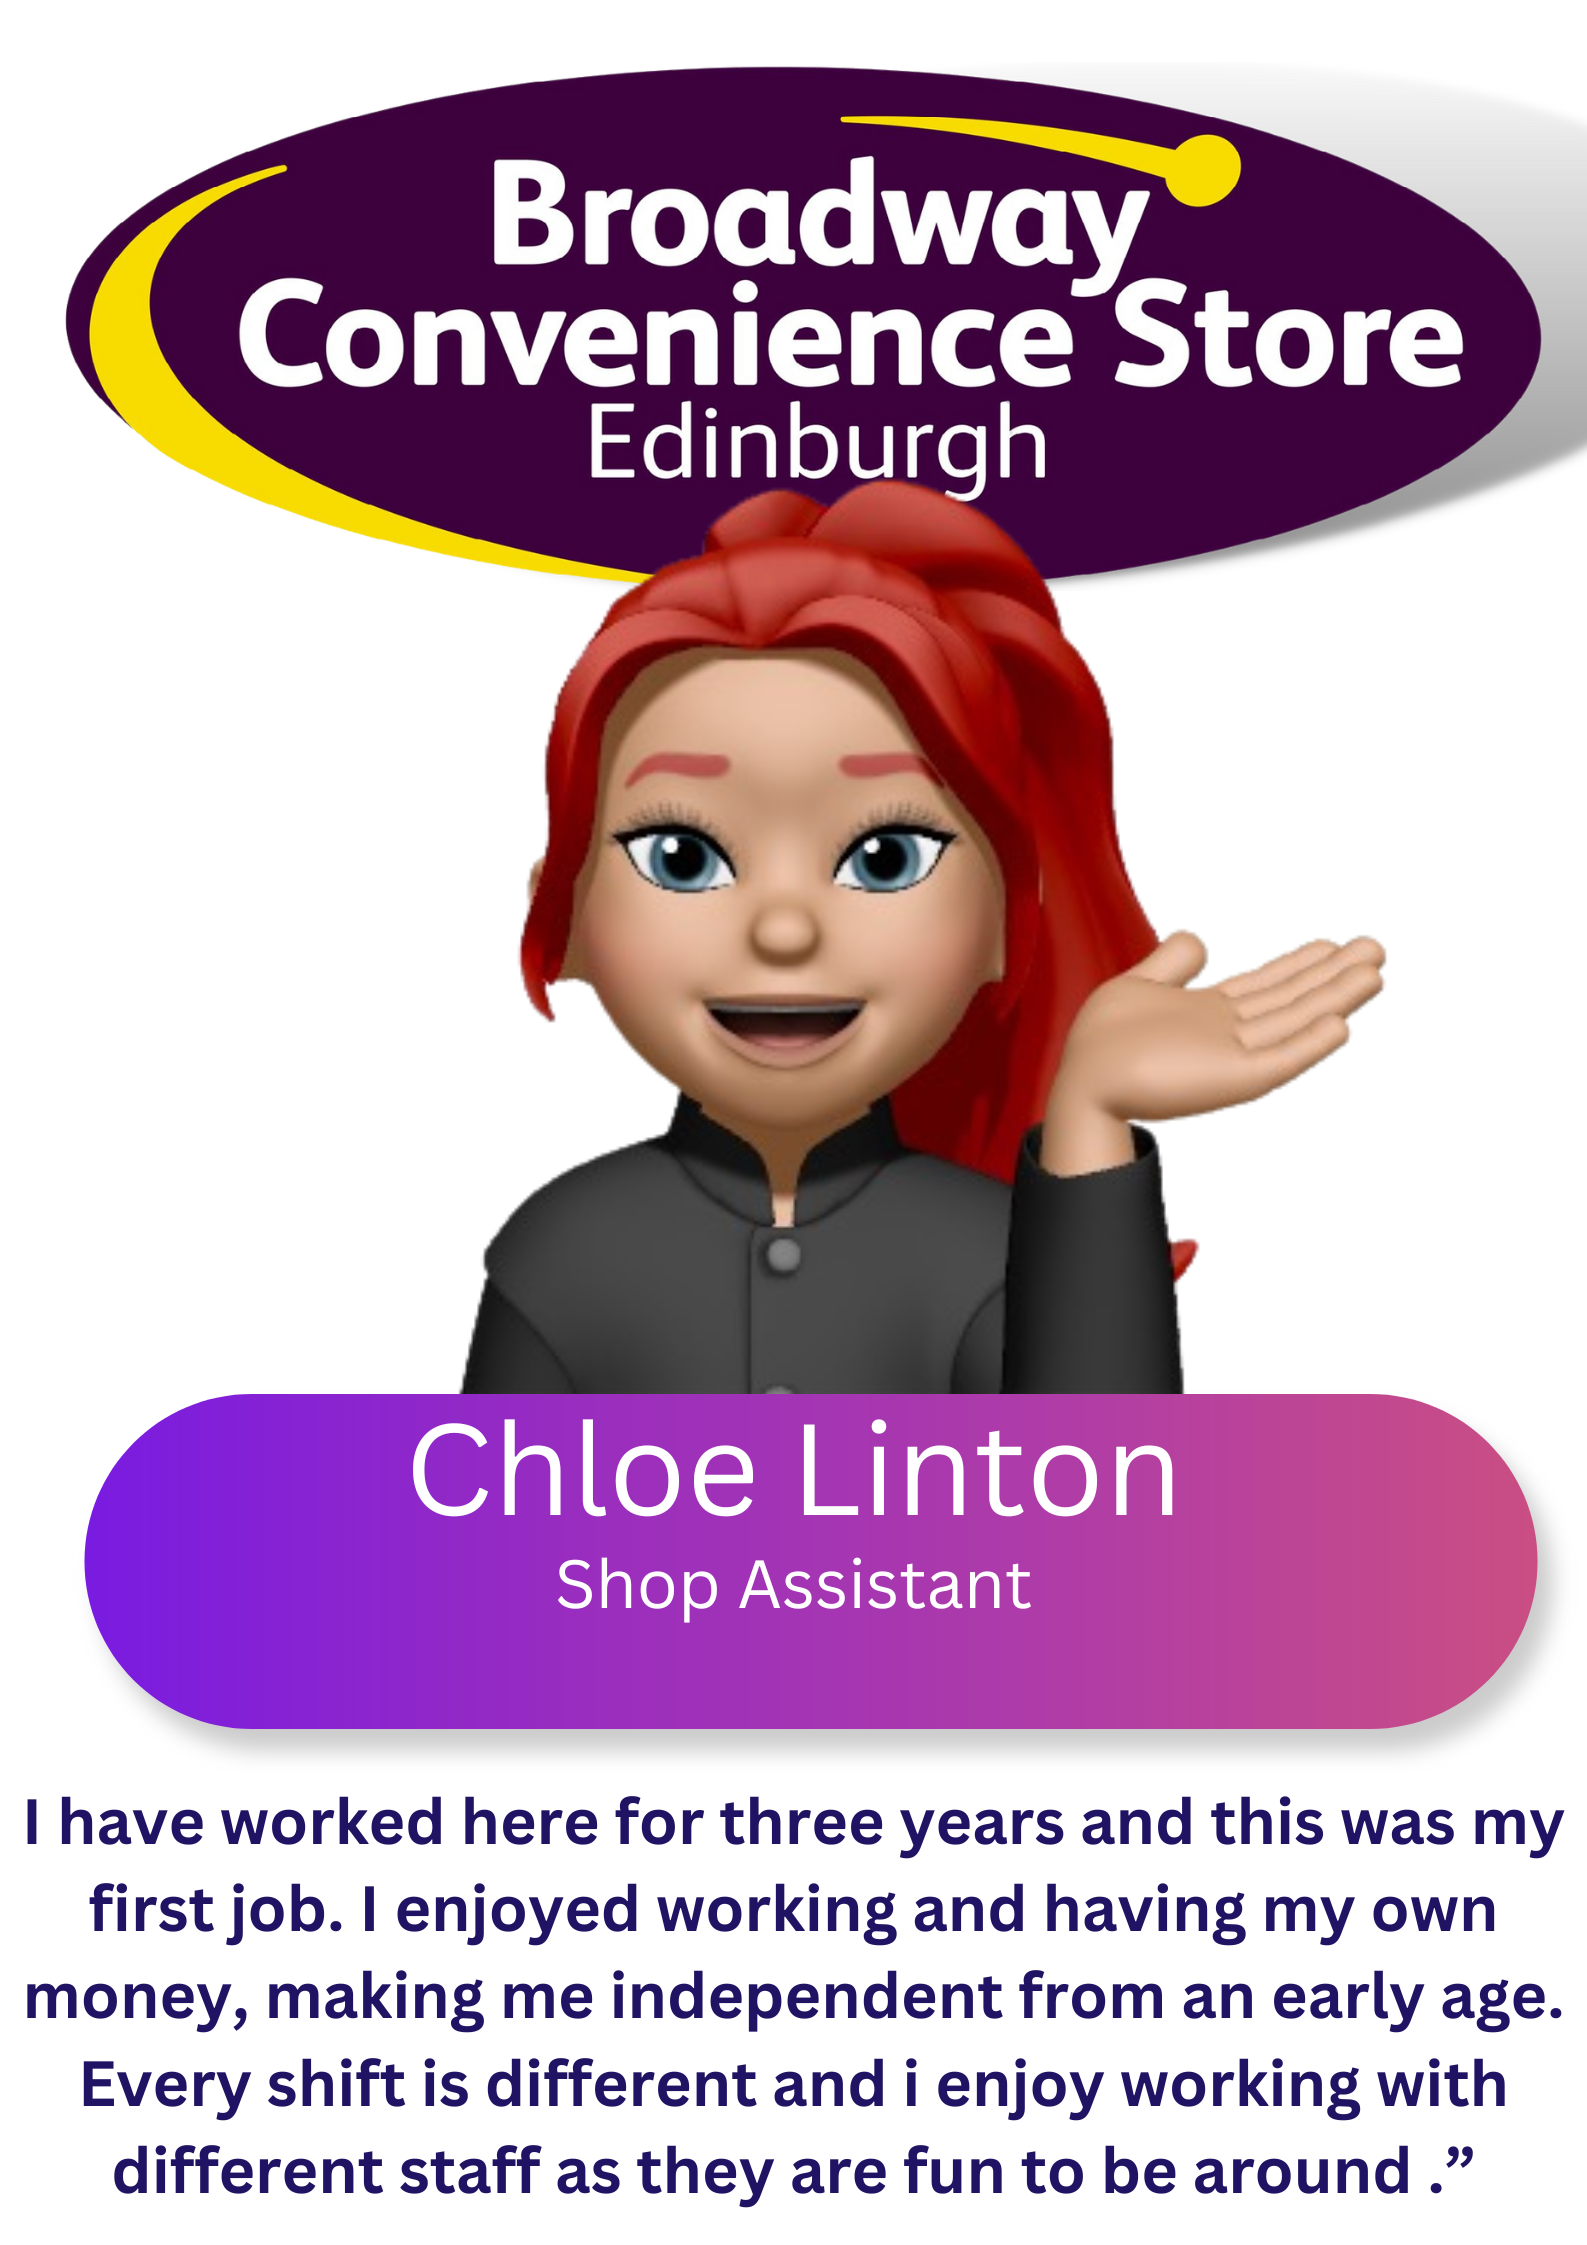 Broadway
Convenience Store
Edinburgh
Chloe Linton
Shop Assistant
I have worked here for three years and this was my
first job. I enjoyed working and having my own
money, making me independent from an early age.
Every shift is different and i enjoy working with
different staff as they are fun to be around .”